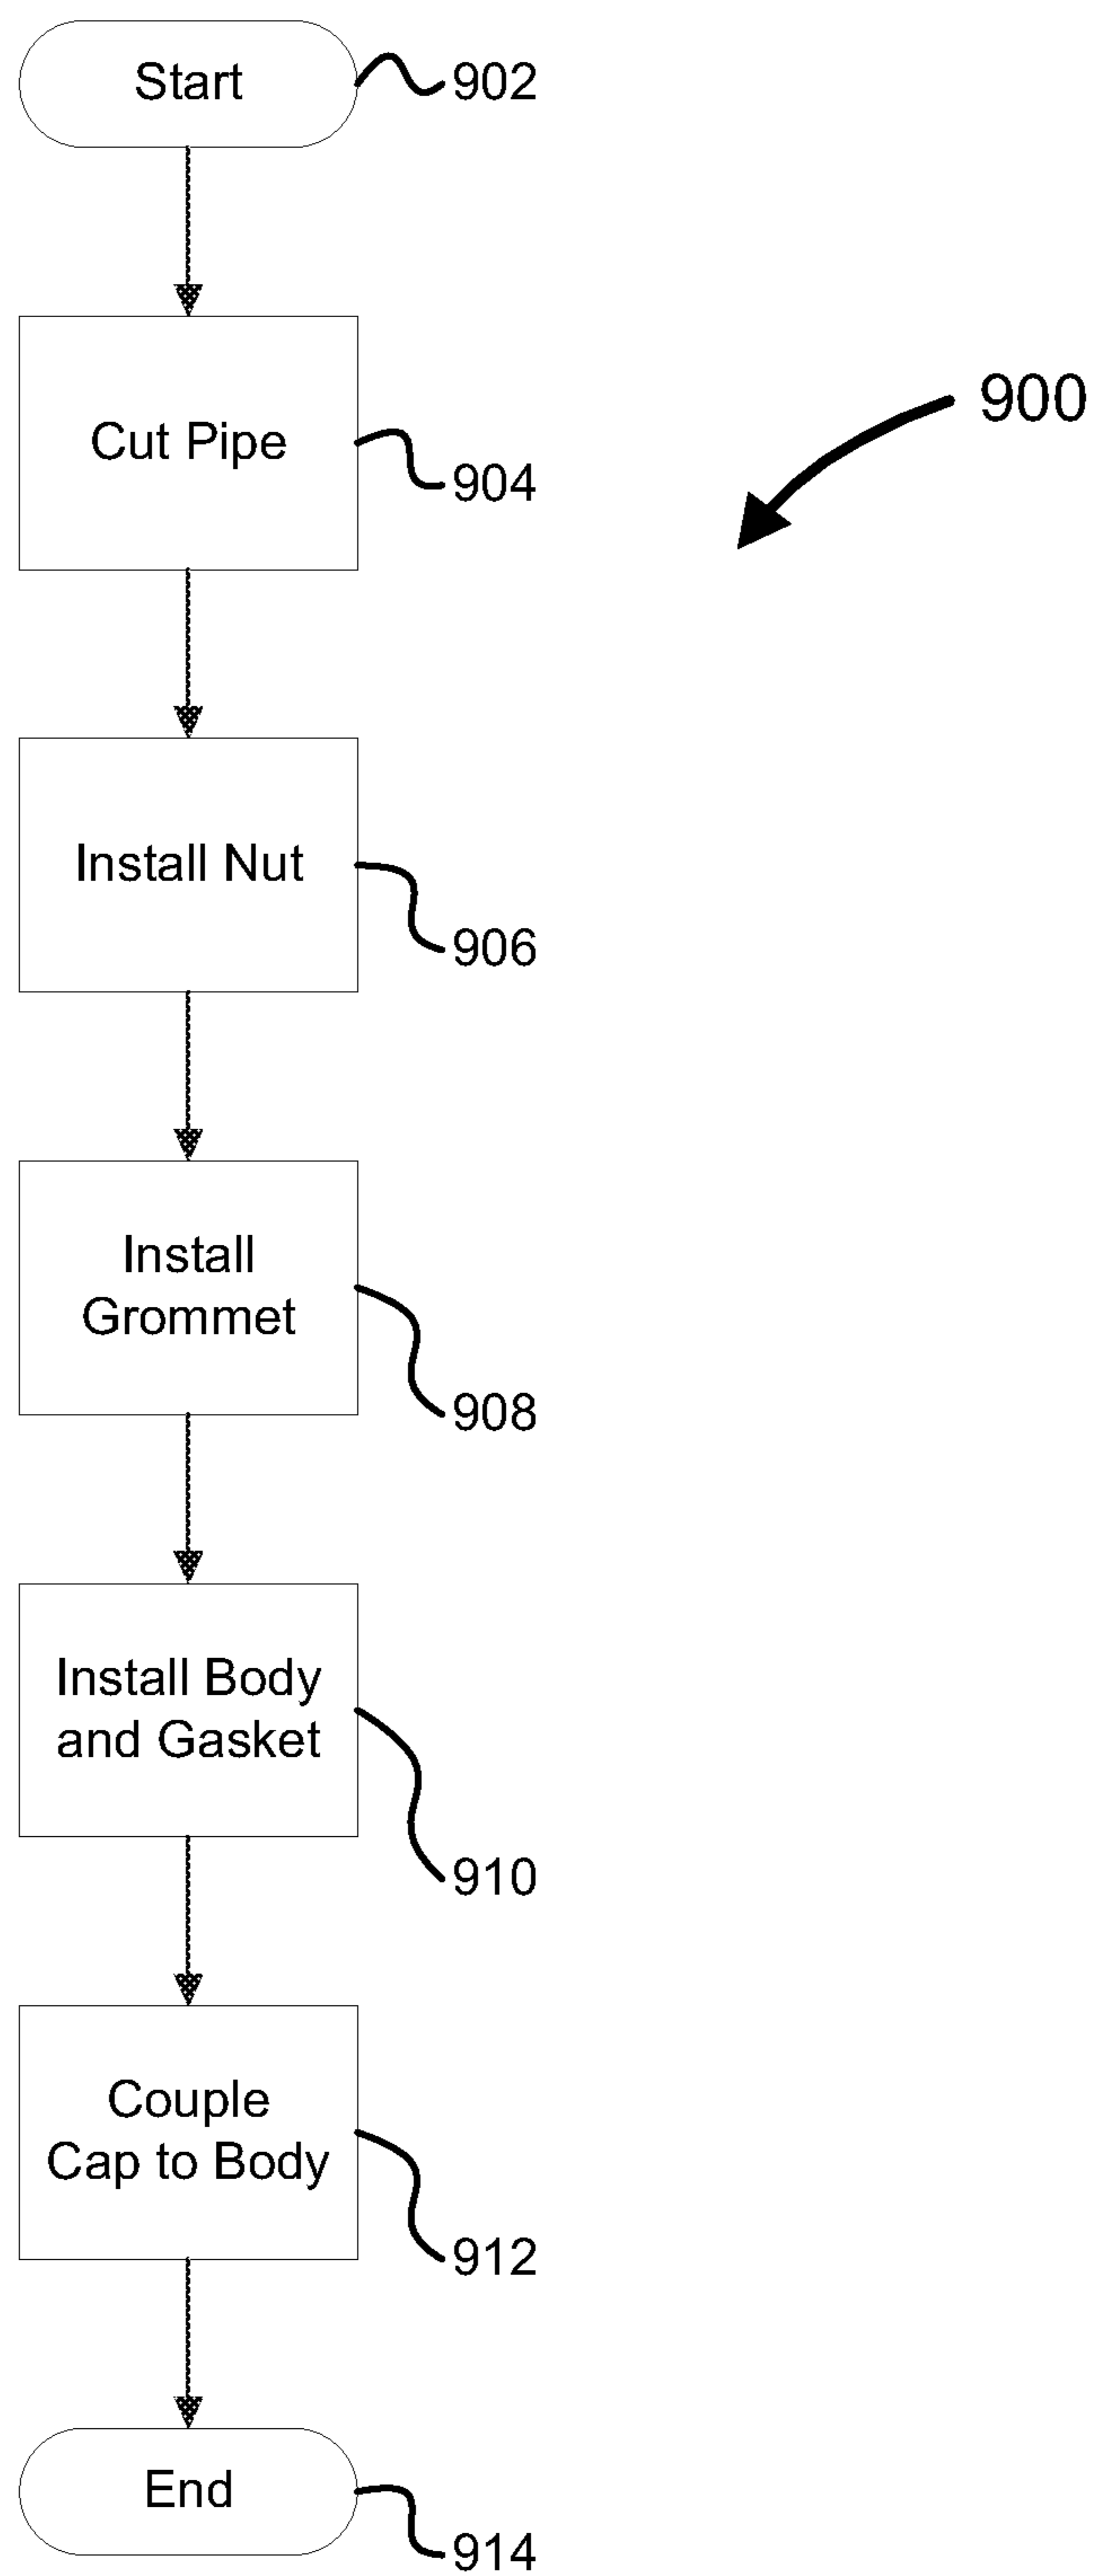 Start
902
Cut Pipe
904
900
Install Nut
906
Install
Grommet
908
Install Body
and Gasket
910
Couple
Cap to Body
912
End
914